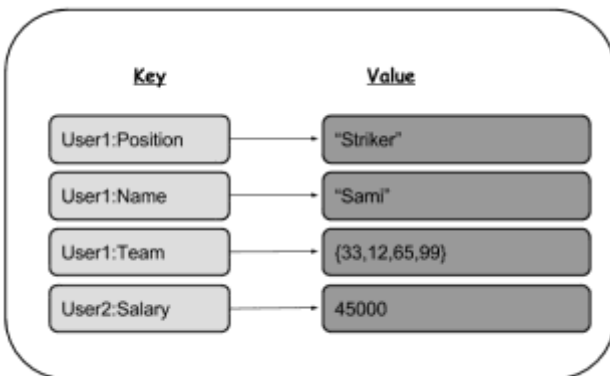 Key Value
User1:Position “Striker”
User1:Name “Sami”
User1:Team {33,12,65,99}
User2:Salary 45000